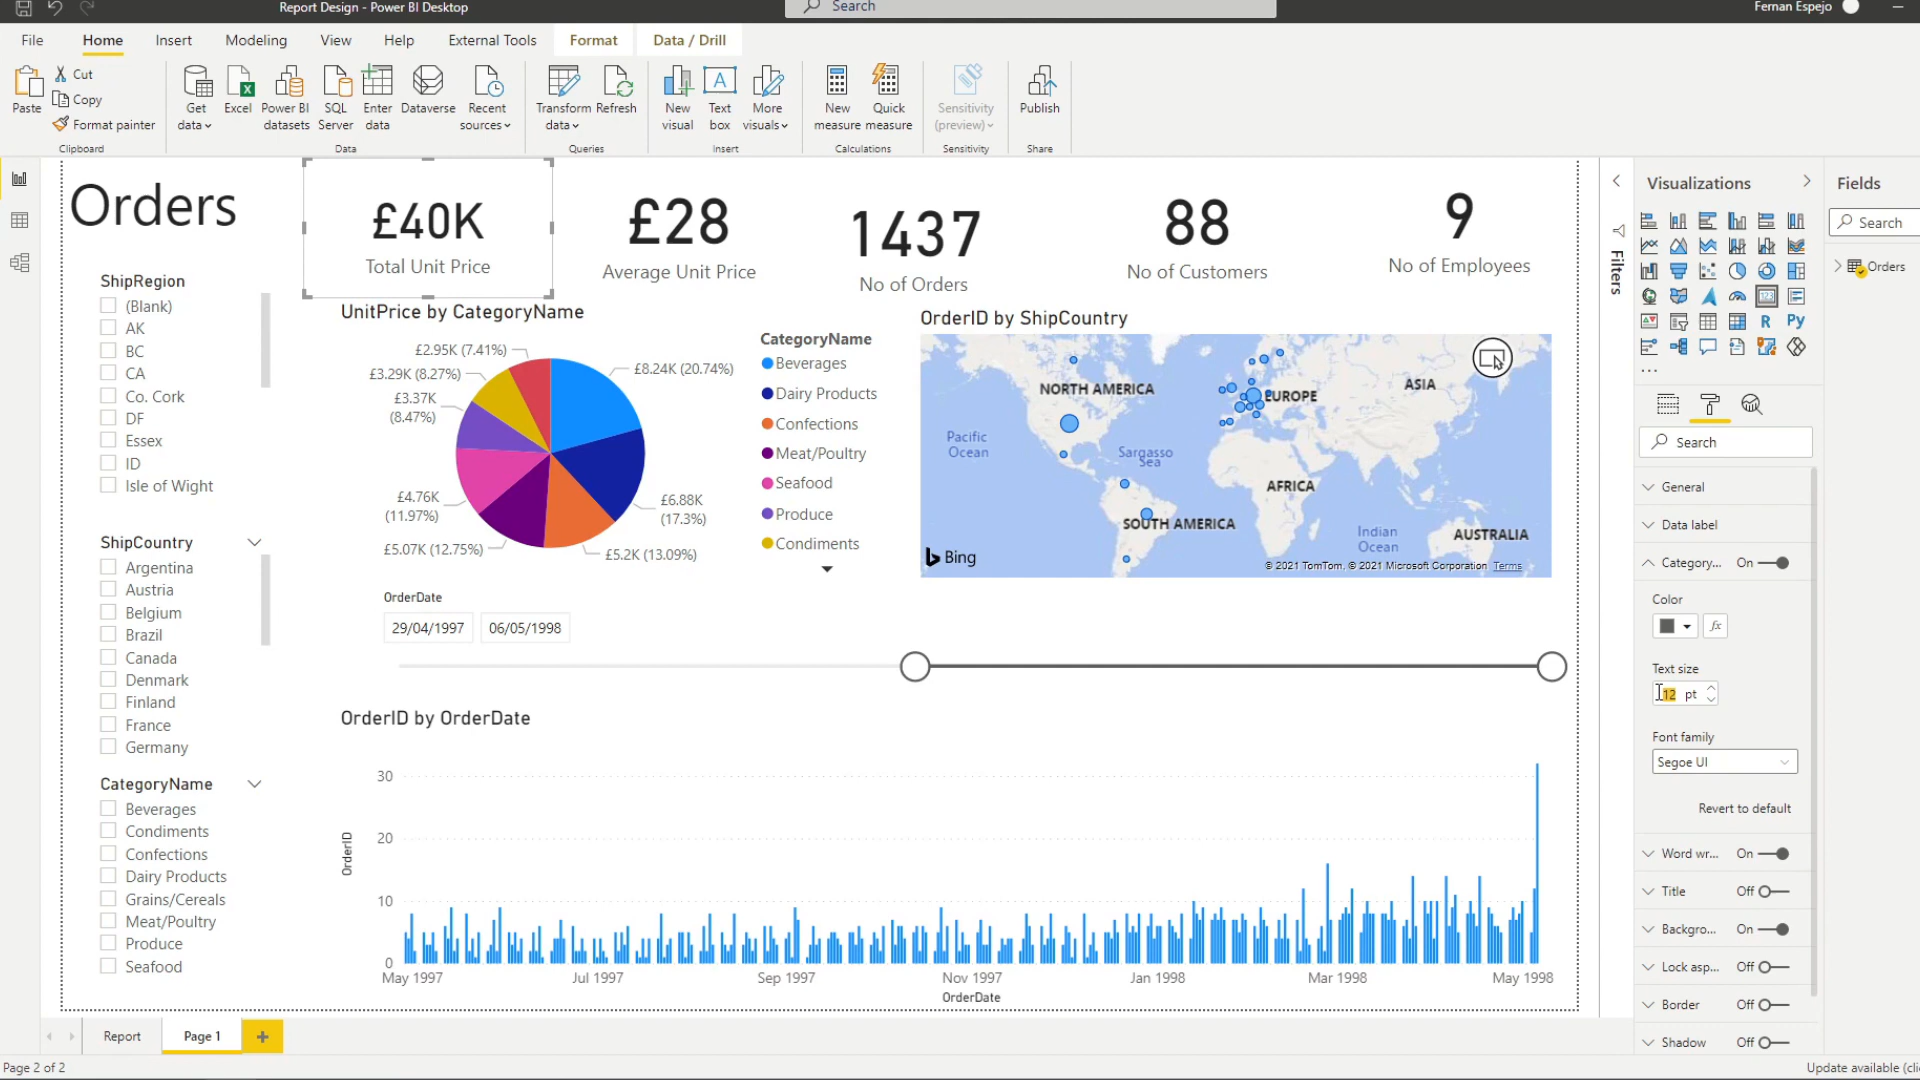 Report Design - Power BI Desktop
Search
Fernan Espejo
File
Home
Insert
Modeling
View
Help
External Tools
Format
Data / Drill
Paste
Cut
Copy
Format painter
Clipboard
Get data
Excel
Power BI datasets
SQL Server
Enter data
Dataverse
Recent sources
Data
Transform data
Refresh
Queries
New visual
Text box
More visuals
Insert
New measure
Quick measure
Calculations
Sensitivity (preview)
Sensitivity
Publish
Share
Orders
£40K
Total Unit Price
£28
Average Unit Price
1437
No of Orders
88
No of Customers
9
No of Employees
ShipRegion
(Blank)
AK
BC
CA
Co. Cork
DF
Essex
ID
Isle of Wight
ShipCountry
Argentina
Austria
Belgium
Brazil
Canada
Denmark
Finland
France
Germany
CategoryName
Beverages
Condiments
Confections
Dairy Products
Grains/Cereals
Meat/Poultry
Produce
Seafood
UnitPrice by CategoryName
£2.95K (7.41%)
£3.29K (8.27%)
£3.37K
(8.47%)
£4.76K
(11.97%)
£5.07K (12.75%)
£8.24K (20.74%)
£6.88K
(17.3%)
£5.2K (13.09%)
CategoryName
Beverages
Dairy Products
Confections
Meat/Poultry
Seafood
Produce
Condiments
OrderID by ShipCountry
NORTH AMERICA
EUROPE
ASIA
Pacific
Ocean
Sargasso
Sea
AFRICA
SOUTH AMERICA
Indian
Ocean
AUSTRALIA
Bing
© 2021 TomTom, © 2021 Microsoft Corporation Terms
OrderDate
29/04/1997
06/05/1998
OrderID by OrderDate
OrderID
30
20
10
0
May 1997
Jul 1997
Sep 1997
Nov 1997
Jan 1998
Mar 1998
May 1998
OrderDate
Filters
Visualizations
R
Py
...
Search
General
Data label
Category... On
Color
fx
Text size
12 pt
Font family
Segoe UI
Revert to default
Word wr... On
Title Off
Backgro... On
Lock asp... Off
Border Off
Shadow Off
Fields
Search
Orders
Report
Page 1
+
Page 2 of 2
Update available (cli